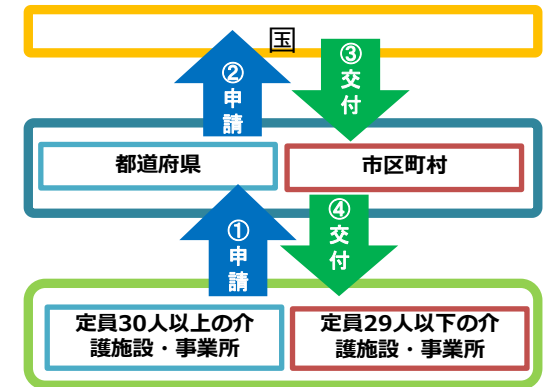 国
②申請
③交付
都道府県
市区町村
①申請
④交付
定員30人以上の介
護施設・事業所
定員29人以下の介
護施設・事業所